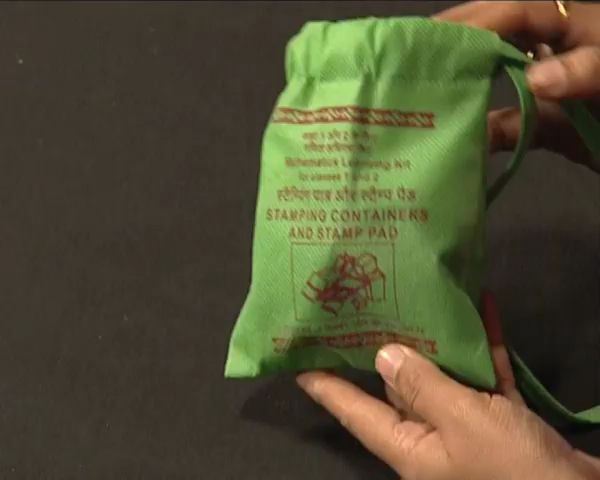 कक्षा 1 और 2 के लिए
Mathematics Learning Kit
for classes 1 and 2
स्टैम्पिंग पात्र और स्टैम्प पैड
STAMPING CONTAINERS
AND STAMP PAD